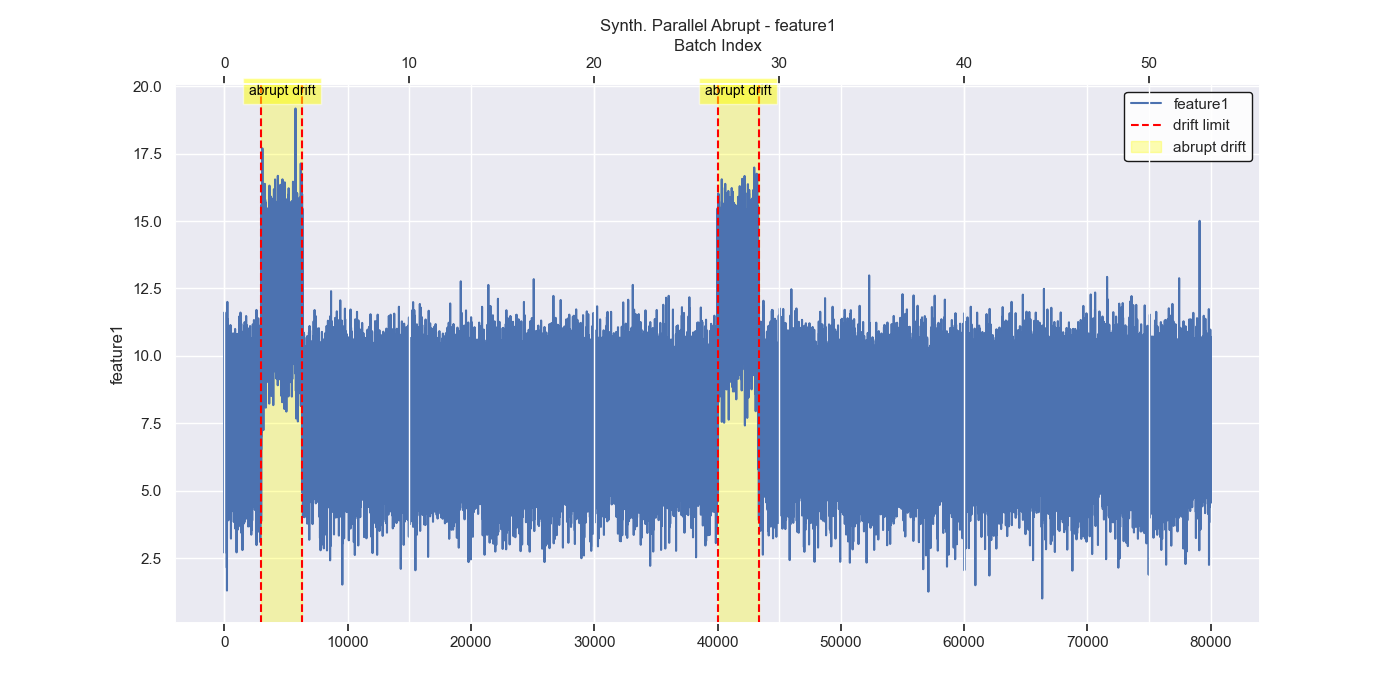 Synth. Parallel Abrupt - feature1
Batch Index
0 10 20 30 40 50
abrupt drift abrupt drift
feature1
drift limit
abrupt drift
20.0
17.5
15.0
12.5
10.0
7.5
5.0
2.5
feature1
0 10000 20000 30000 40000 50000 60000 70000 80000